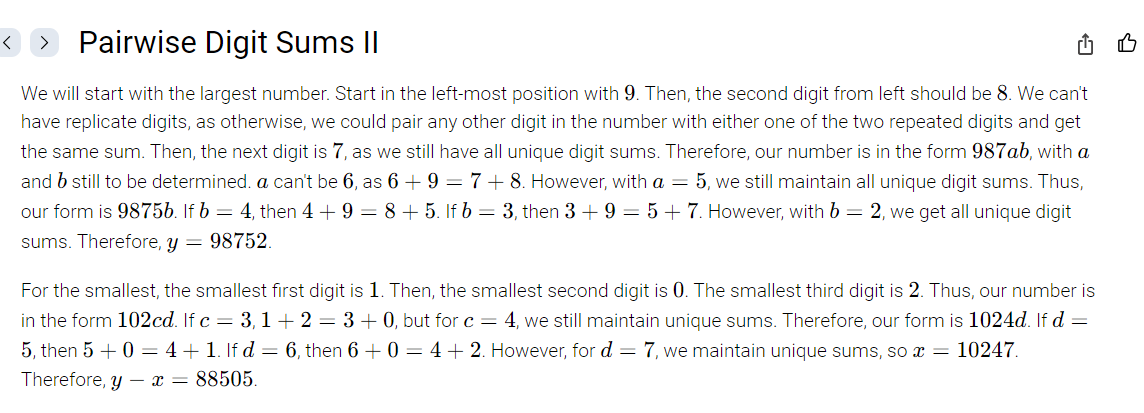 Pairwise Digit Sums II
We will start with the largest number. Start in the left-most position with 9. Then, the second digit from left should be 8. We can't
have replicate digits, as otherwise, we could pair any other digit in the number with either one of the two repeated digits and get
the same sum. Then, the next digit is 7, as we still have all unique digit sums. Therefore, our number is in the form 987ab, with a
and b still to be determined. a can't be 6, as 6 + 9 = 7 + 8. However, with a = 5, we still maintain all unique digit sums. Thus,
our form is 9875b. If b = 4, then 4 + 9 = 8 + 5. If b = 3, then 3 + 9 = 5 + 7. However, with b = 2, we get all unique digit
sums. Therefore, y = 98752.
For the smallest, the smallest first digit is 1. Then, the smallest second digit is 0. The smallest third digit is 2. Thus, our number is
in the form 102cd. If c = 3, 1 + 2 = 3 + 0, but for c = 4, we still maintain unique sums. Therefore, our form is 1024d. If d =
5, then 5 + 0 = 4 + 1. If d = 6, then 6 + 0 = 4 + 2. However, for d = 7, we maintain unique sums, so x = 10247.
Therefore, y − x = 88505.